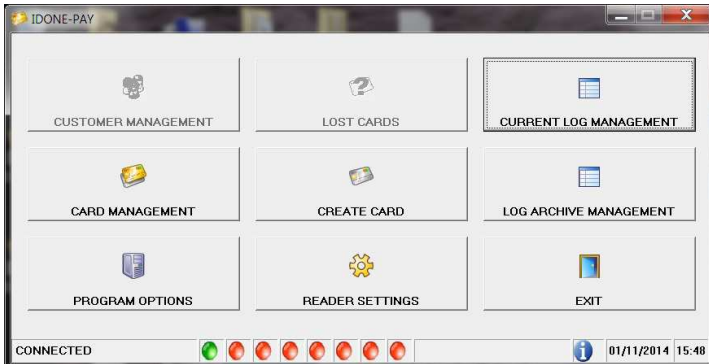 IDONE-PAY
CUSTOMER MANAGEMENT
LOST CARDS
CURRENT LOG MANAGEMENT
CARD MANAGEMENT
CREATE CARD
LOG ARCHIVE MANAGEMENT
PROGRAM OPTIONS
READER SETTINGS
EXIT
CONNECTED
01/11/2014 15:48